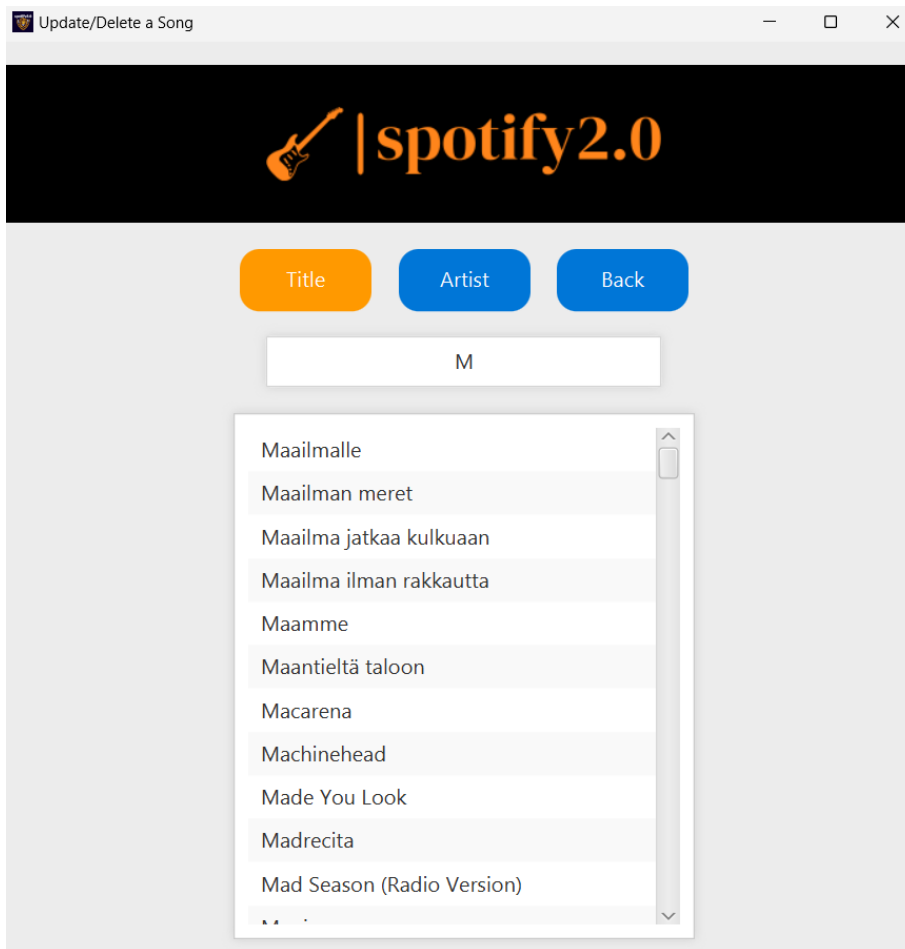 Update/Delete a Song
|spotify2.0
Title Artist Back
M
Maailmalle
Maailman meret
Maailma jatkaa kulkuaan
Maailma ilman rakkautta
Maamme
Maantieltä taloon
Macarena
Machinehead
Made You Look
Madrecita
Mad Season (Radio Version)